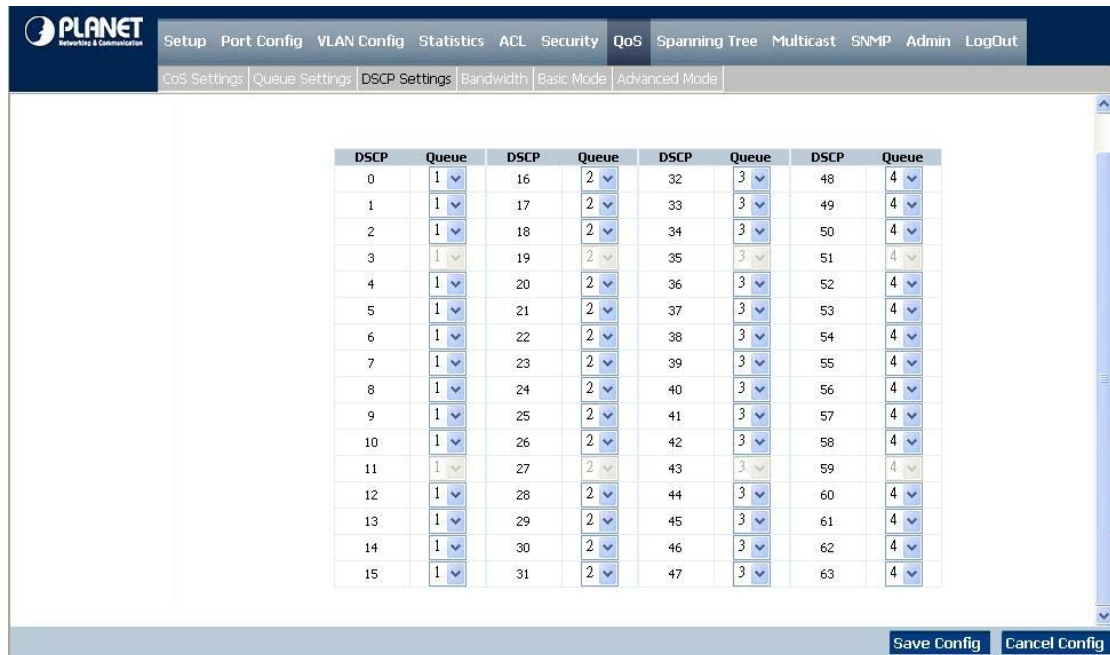 PLANET
Networking & Communication
Setup Port Config VLAN Config Statistics ACL Security QoS Spanning Tree Multicast SNMP Admin LogOut
CoS Settings Queue Settings DSCP Settings Bandwidth Basic Mode Advanced Mode
DSCP Queue DSCP Queue DSCP Queue DSCP Queue
0 1 16 2 32 3 48 4
1 1 17 2 33 3 49 4
2 1 18 2 34 3 50 4
3 1 19 2 35 3 51 4
4 1 20 2 36 3 52 4
5 1 21 2 37 3 53 4
6 1 22 2 38 3 54 4
7 1 23 2 39 3 55 4
8 1 24 2 40 3 56 4
9 1 25 2 41 3 57 4
10 1 26 2 42 3 58 4
11 1 27 2 43 3 59 4
12 1 28 2 44 3 60 4
13 1 29 2 45 3 61 4
14 1 30 2 46 3 62 4
15 1 31 2 47 3 63 4
Save Config Cancel Config